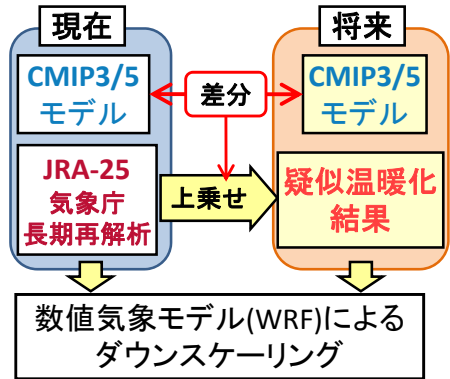 現在
将来
CMIP3/5
モデル
差分
CMIP3/5
モデル
JRA-25
気象庁
長期再解析
上乗せ
疑似温暖化
結果
数値気象モデル(WRF)による
ダウンスケーリング